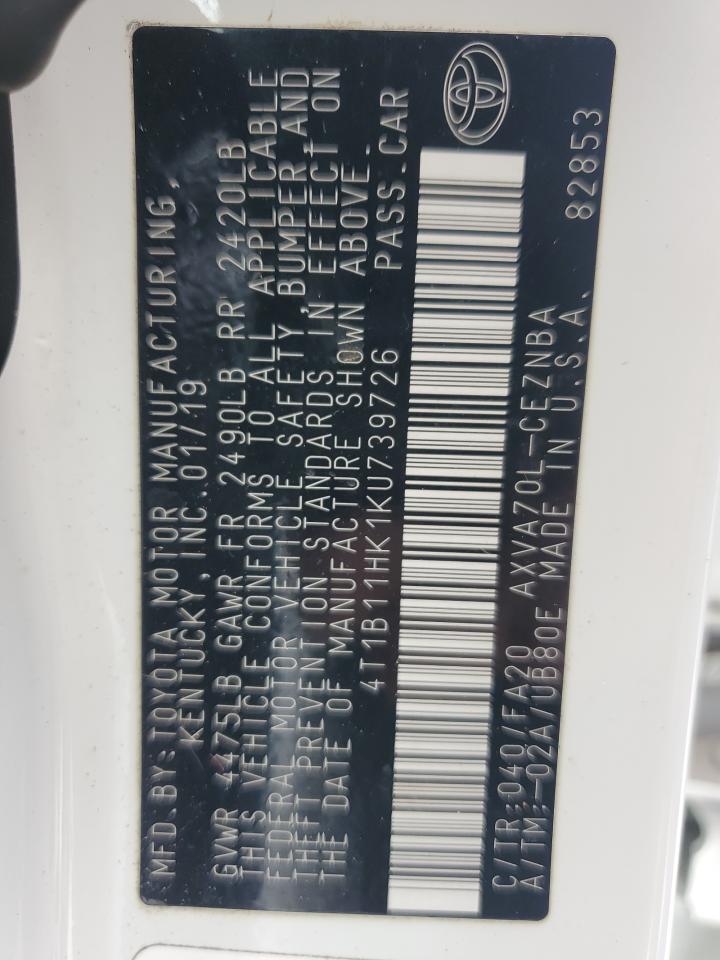 MFD.BY:TOYOTA MOTOR MANUFACTURING,
KENTUCKY, INC.01/19
GVWR 4475LB GAWR FR 2490LB RR 2420LB
THIS VEHICLE CONFORMS TO ALL APPLICABLE
FEDERAL MOTOR VEHICLE SAFETY,BUMPER,AND
THEFT PREVENTION STANDARDS IN EFFECT ON
THE DATE OF MANUFACTURE SHOWN ABOVE.
4T1B11HK1KU739726 PASS.CAR
C/TR:040/FA20 AXVA70L-CEZNBA
A/TM:-02A/UB80E MADE IN U.S.A. 82853